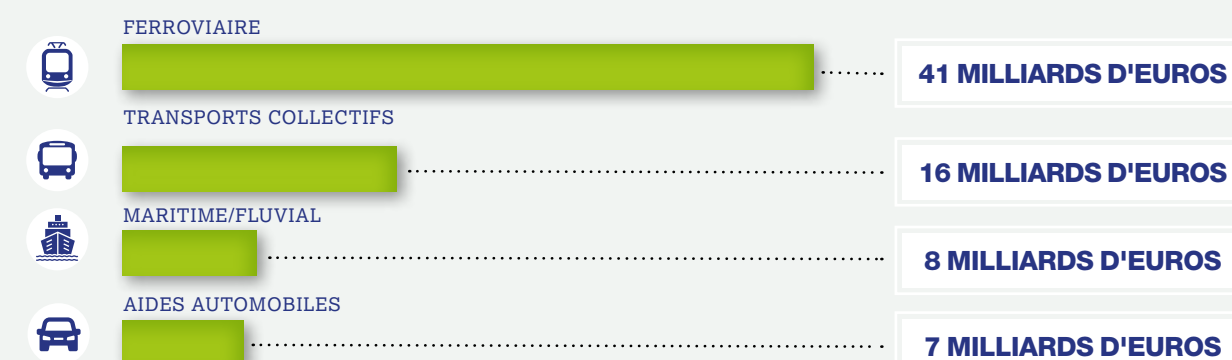 FERROVIAIRE
41 MILLIARDS D'EUROS
TRANSPORTS COLLECTIFS
16 MILLIARDS D'EUROS
MARITIME/FLUVIAL
8 MILLIARDS D'EUROS
AIDES AUTOMOBILES
7 MILLIARDS D'EUROS